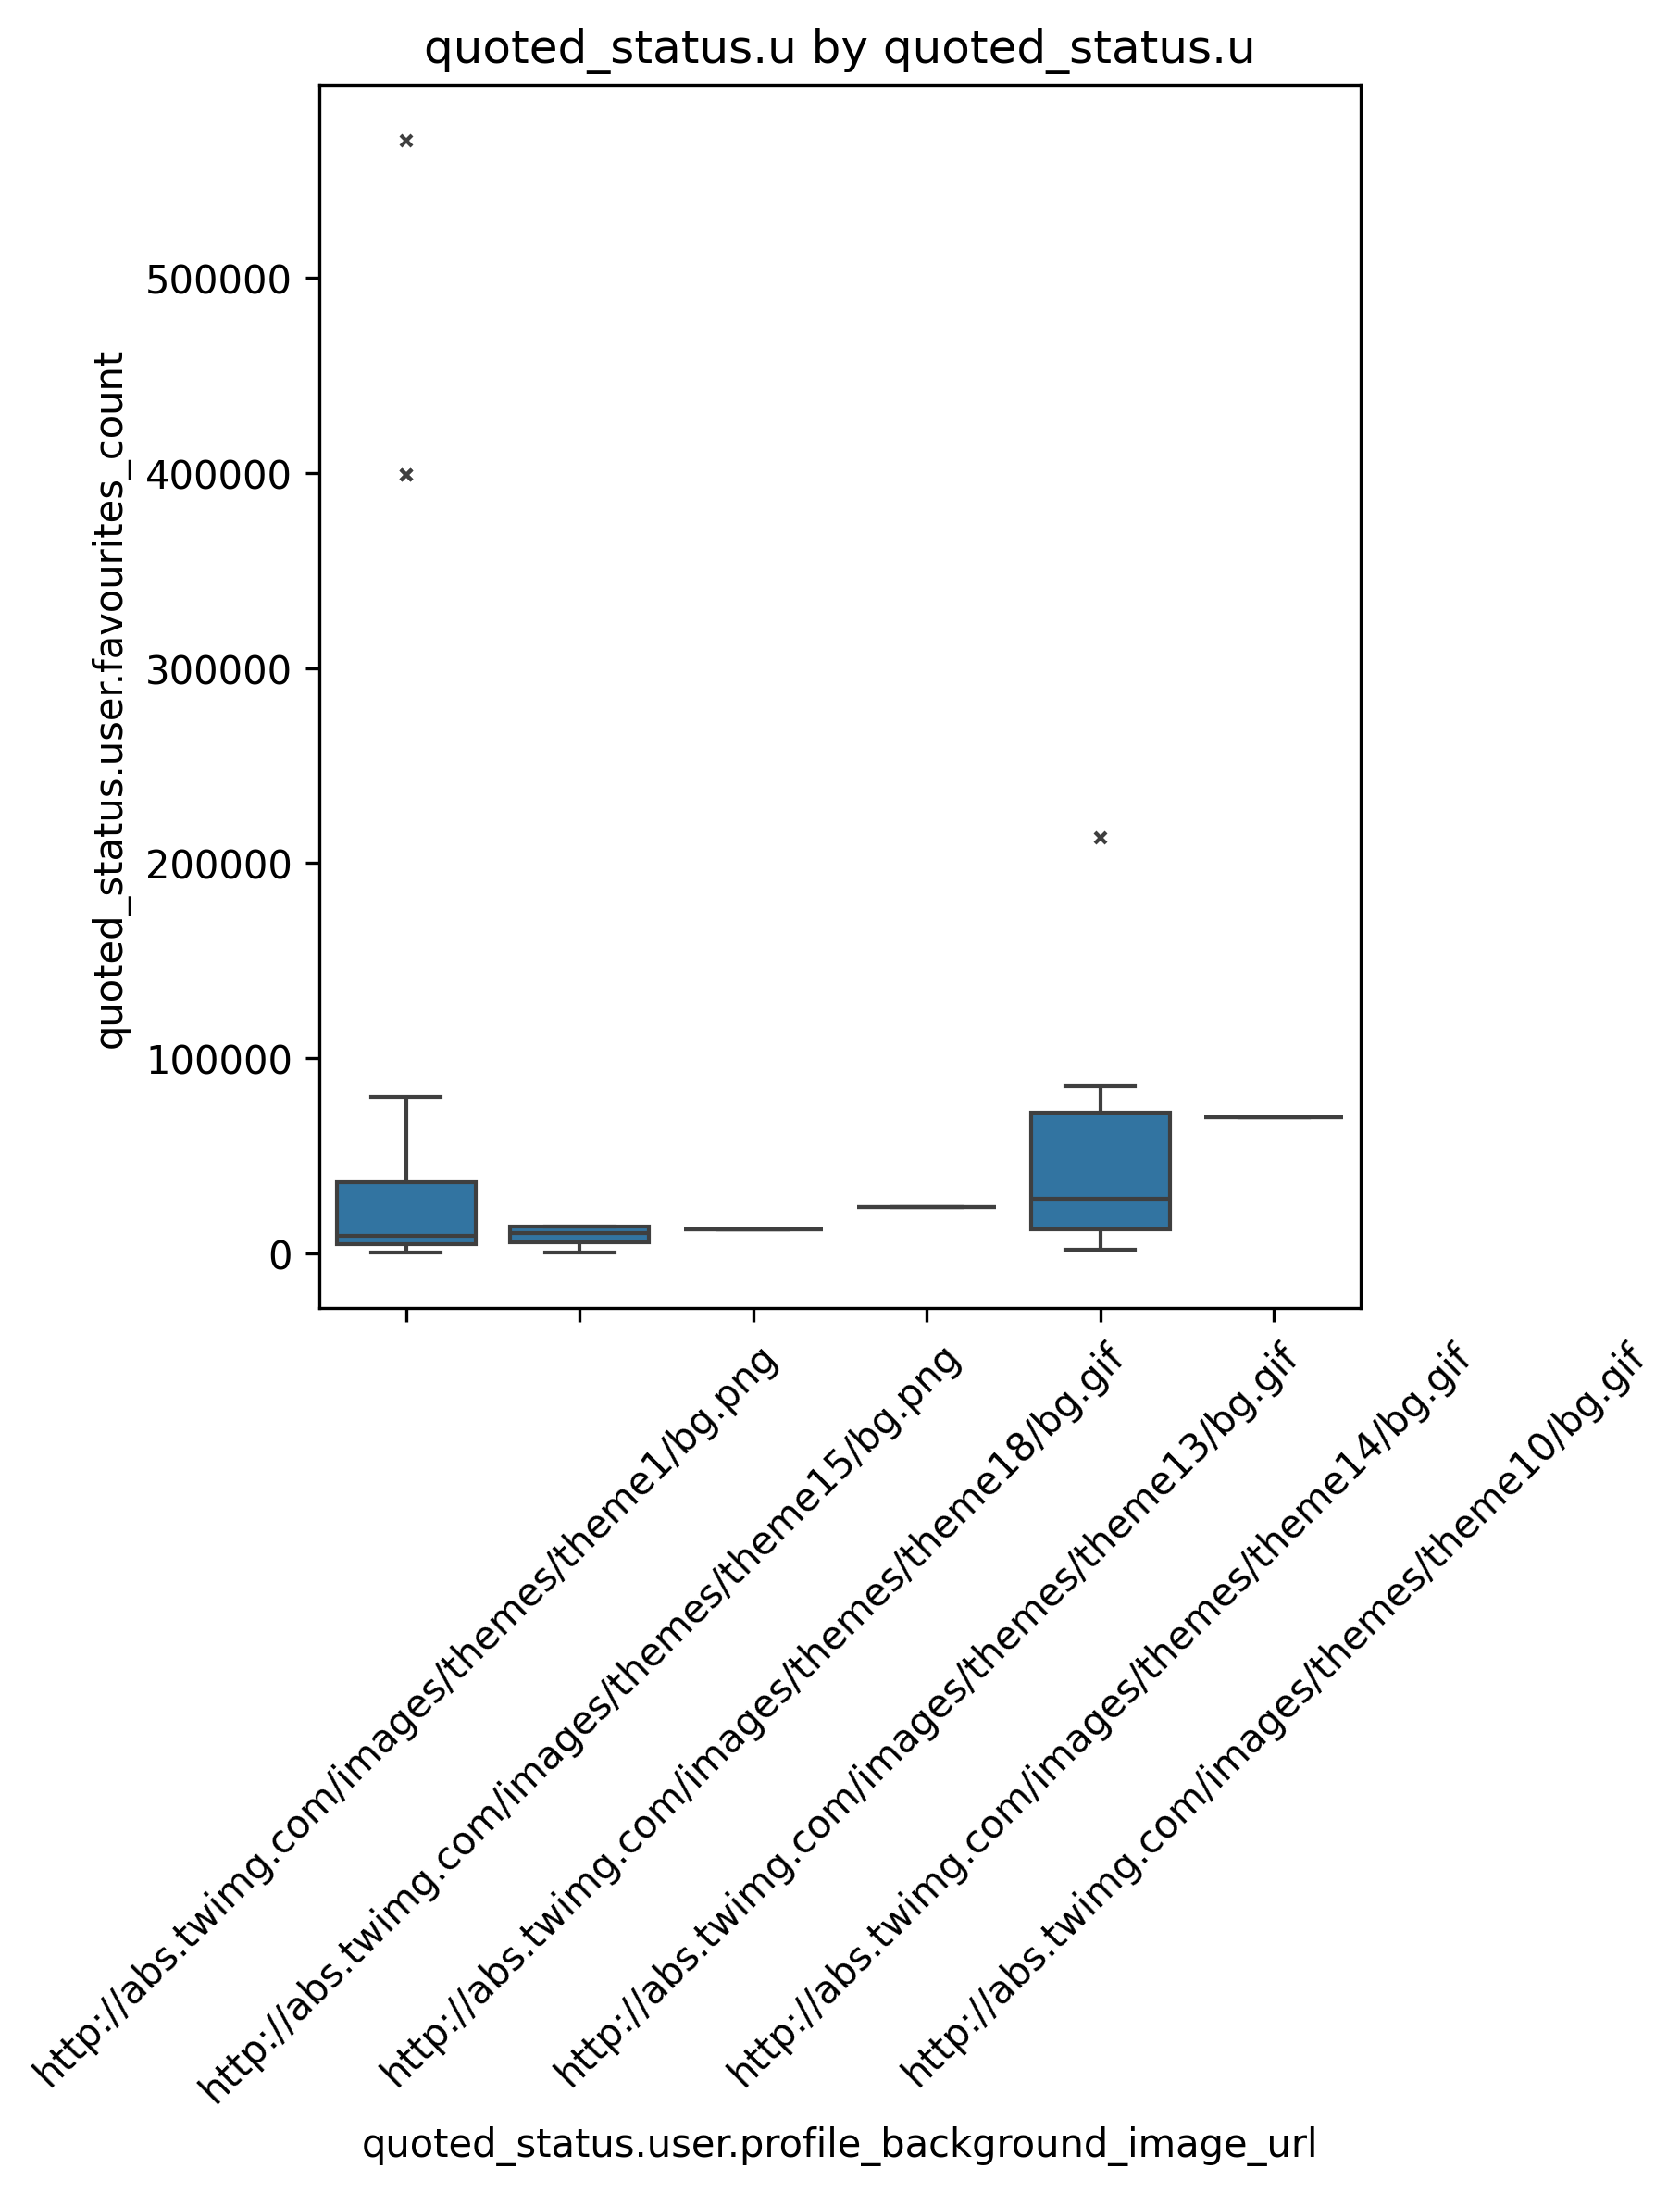 quoted_status.u by quoted_status.u
quoted_status.user.favourites_count
500000
400000
300000
200000
100000
0
http://abs.twimg.com/images/themes/theme1/bg.png
http://abs.twimg.com/images/themes/theme15/bg.png
http://abs.twimg.com/images/themes/theme18/bg.gif
http://abs.twimg.com/images/themes/theme13/bg.gif
http://abs.twimg.com/images/themes/theme14/bg.gif
http://abs.twimg.com/images/themes/theme10/bg.gif
quoted_status.user.profile_background_image_url